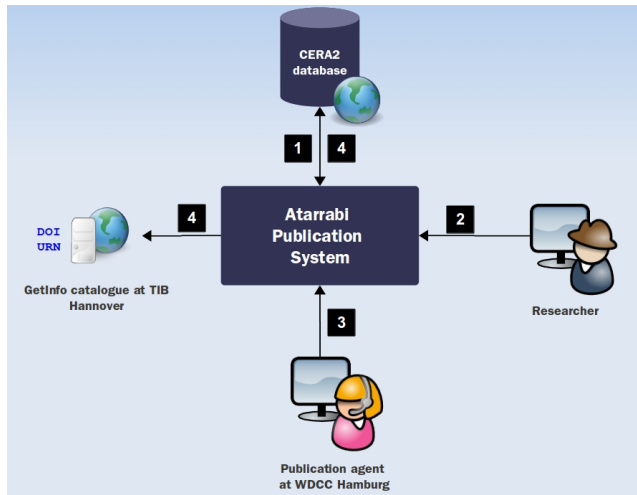 CERA2
database
1
4
Atarrabi
Publication
System
4
2
DOI
URN
GetInfo catalogue at TIB
Hannover
Researcher
3
Publication agent
at WDCC Hamburg